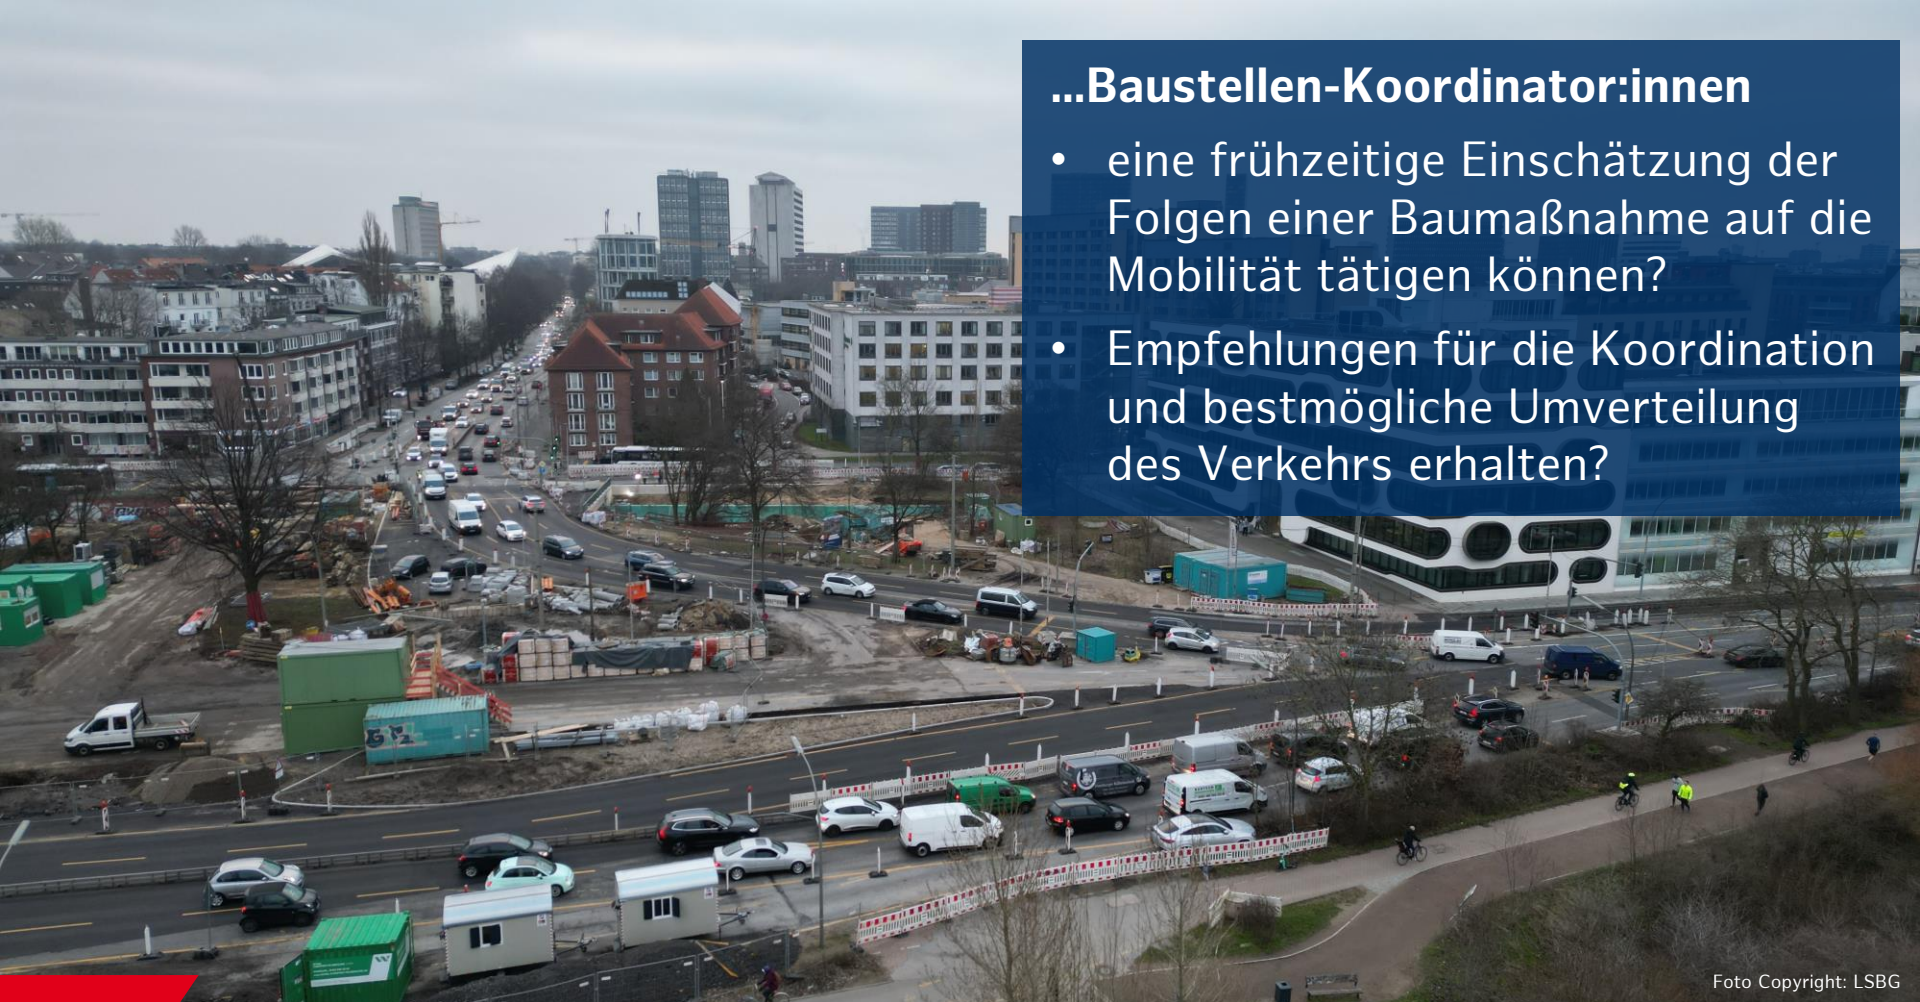 ...Baustellen-Koordinator:innen
• eine frühzeitige Einschätzung der
Folgen einer Baumaßnahme auf die
Mobilität tätigen können?
• Empfehlungen für die Koordination
und bestmögliche Umverteilung
des Verkehrs erhalten?
Foto Copyright: LSBG